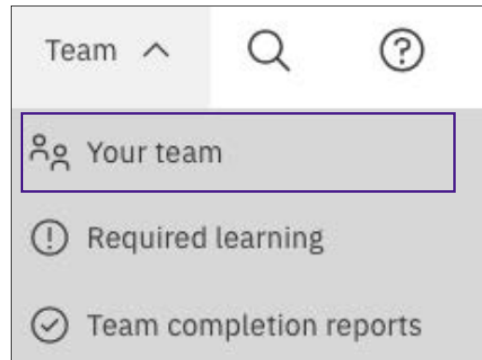 Team
Your team
Required learning
Team completion reports